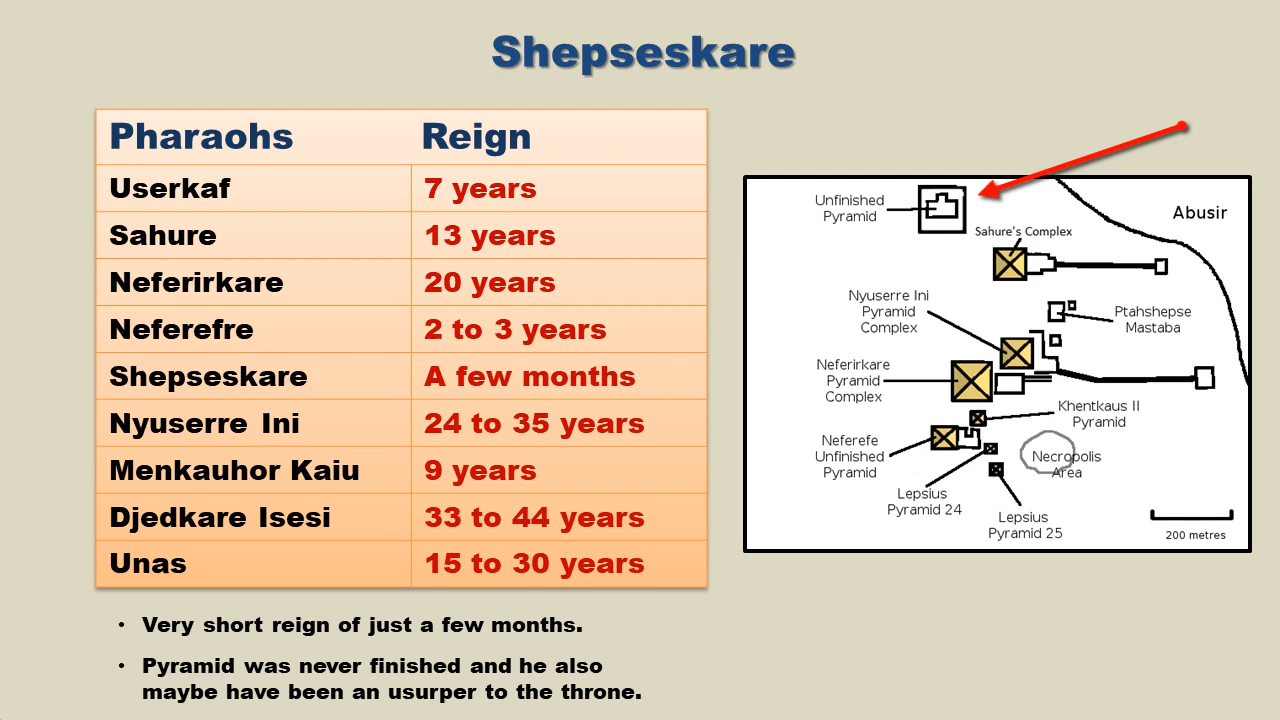 Shepseskare
Pharaohs Reign
Userkaf 7 years
Sahure 13 years
Neferirkare 20 years
Neferefre 2 to 3 years
Shepseskare A few months
Nyuserre Ini 24 to 35 years
Menkauhor Kaiu 9 years
Djedkare Isesi 33 to 44 years
Unas 15 to 30 years
• Very short reign of just a few months.
• Pyramid was never finished and he also
maybe have been an usurper to the throne.
Unfinished
Pyramid
Abusir
Sahure's Complex
Nyuserre Ini
Pyramid
Complex
Ptahshepse
Mastaba
Neferirkare
Pyramid
Complex
Khentkaus II
Pyramid
Neferefe
Unfinished
Pyramid
Necropolis
Area
Lepsius
Pyramid 24
Lepsius
Pyramid 25
200 metres